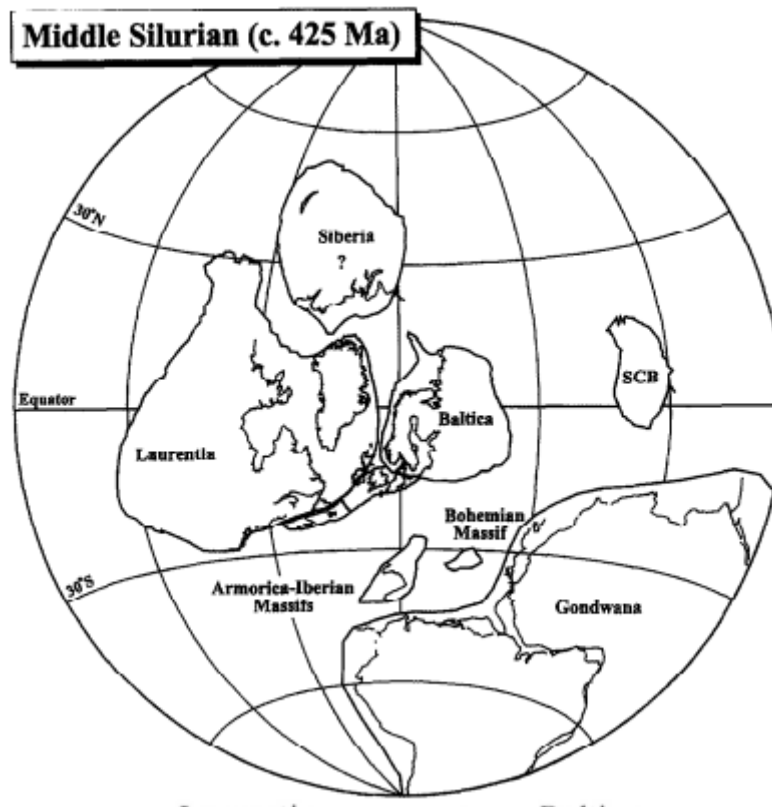 Middle Silurian (c. 425 Ma)
30°N
Siberia
?
SCB
Equator
Baltica
Laurentia
Bohemian
Massif
30°S
Armorica-Iberian
Massifs
Gondwana